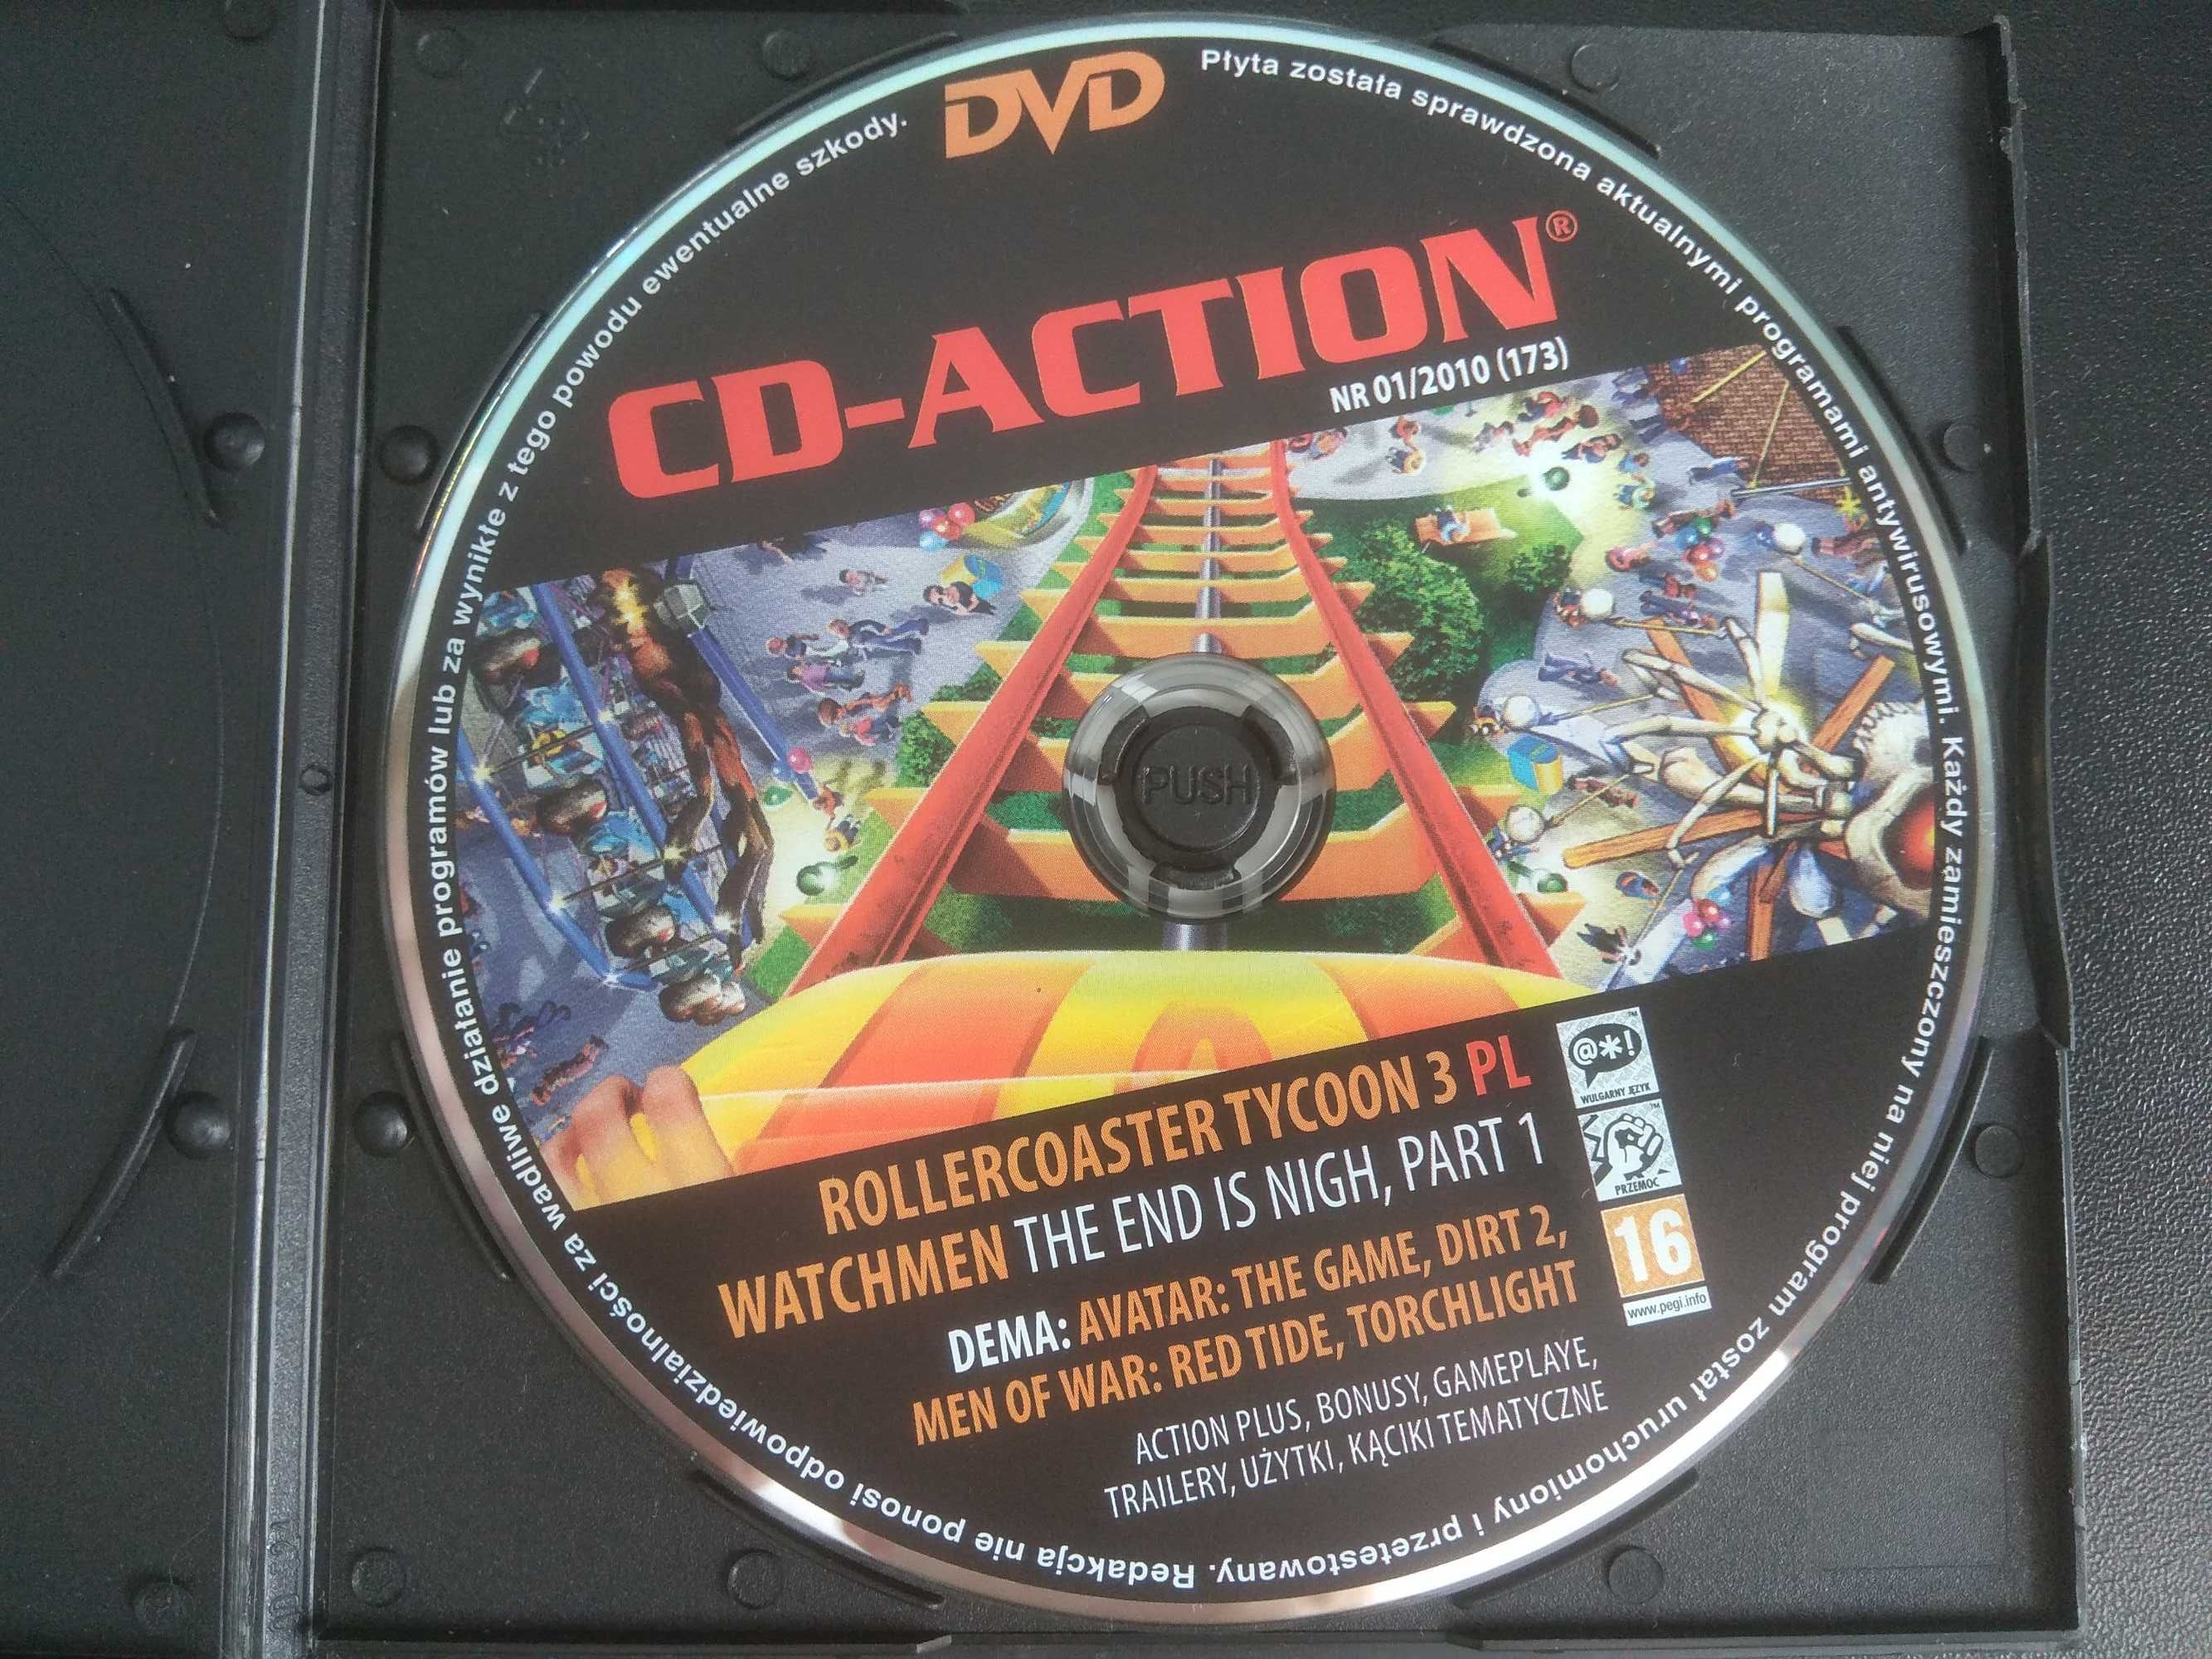 DVD
Płyta została sprawdzona aktualnymi programami antywirusowymi. Każdy zamieszczony na niej program został uruchomiony i przetestowany. Redakcja nie ponosi odpowiedzialności za wadliwe działanie programów lub za wynikłe z tego powodu ewentualne szkody.
CD-ACTION®
NR 01/2010 (173)
PUSH
ROLLERCOASTER TYCOON 3 PL
WATCHMEN THE END IS NIGH, PART 1
DEMA: AVATAR: THE GAME, DIRT 2,
MEN OF WAR: RED TIDE, TORCHLIGHT
ACTION PLUS, BONUSY, GAMEPLAYE,
TRAILERY, UŻYTKI, KĄCIKI TEMATYCZNE
@*!
WULGARNY JĘZYK
PRZEMOC
16
www.pegi.info